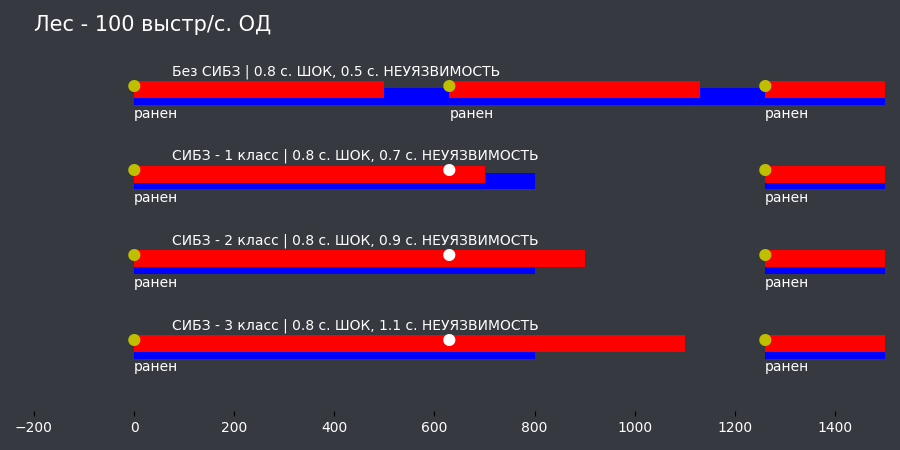 Лес - 100 выстр/с. ОД
Без СИБЗ | 0.8 с. ШОК, 0.5 с. НЕУЯЗВИМОСТЬ
ранен ранен ранен
СИБЗ - 1 класс | 0.8 с. ШОК, 0.7 с. НЕУЯЗВИМОСТЬ
ранен ранен
СИБЗ - 2 класс | 0.8 с. ШОК, 0.9 с. НЕУЯЗВИМОСТЬ
ранен ранен
СИБЗ - 3 класс | 0.8 с. ШОК, 1.1 с. НЕУЯЗВИМОСТЬ
ранен ранен
−200 0 200 400 600 800 1000 1200 1400